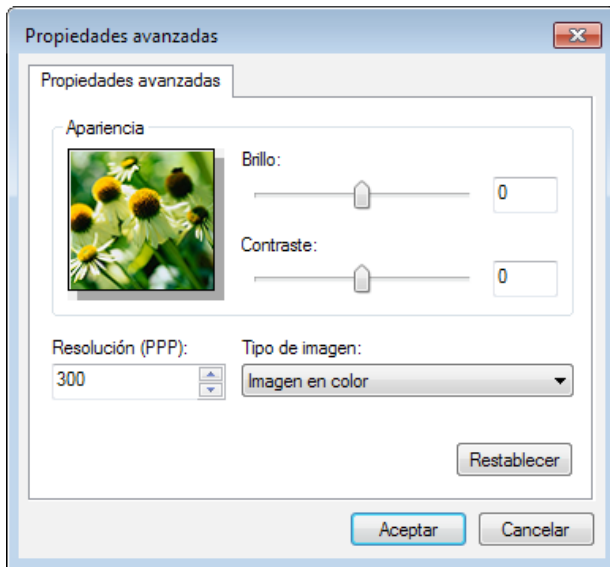 Propiedades avanzadas
Propiedades avanzadas
Apariencia
Brillo:
0
Contraste:
0
Resolución (PPP):
300
Tipo de imagen:
Imagen en color
Restablecer
Aceptar
Cancelar